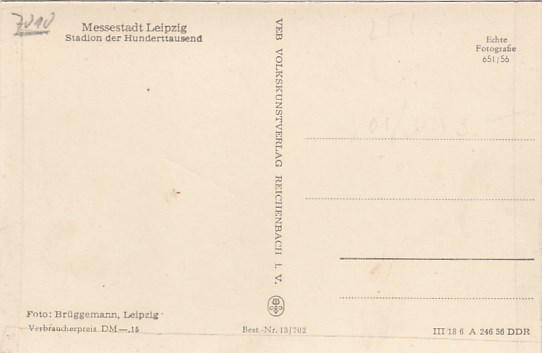 7010
Messestadt Leipzig
Stadion der Hunderttausend
VEB VOLKSKUNSTVERLAG REICHENBACH i. V.
Echte
Fotografie
651/56
Foto: Brüggemann, Leipzig
Verbraucherpreis DM —.15
Best.-Nr. 13/702
III 18 6 A 246 56 DDR